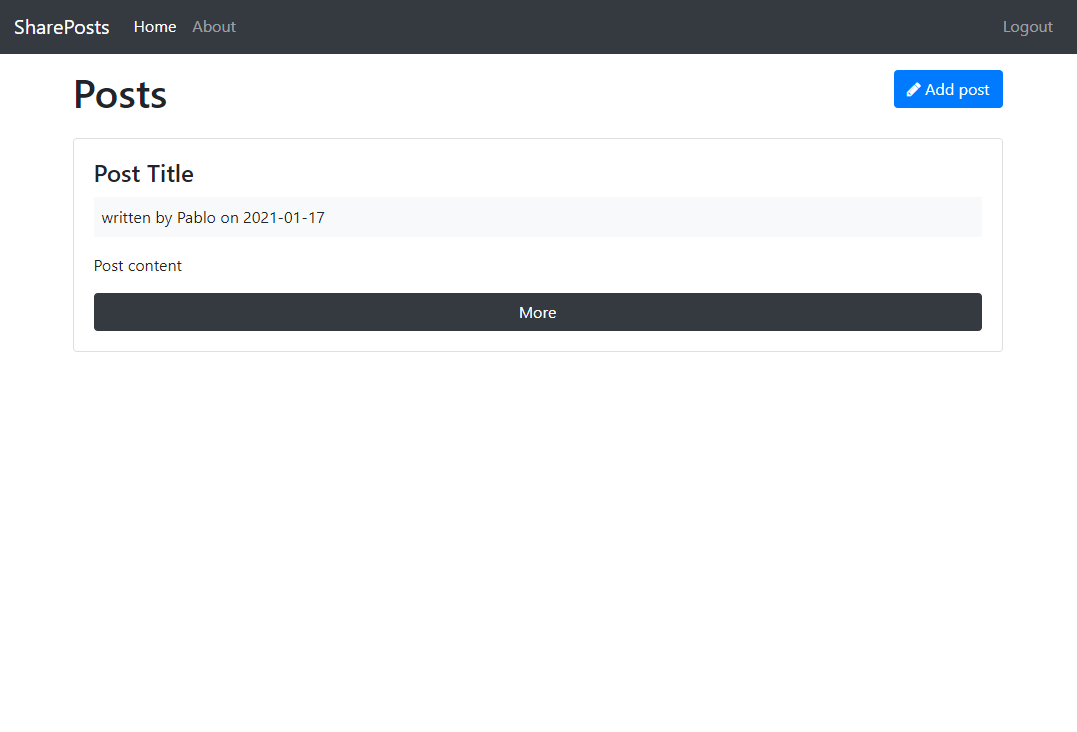 SharePosts Home About Logout
Posts
Add post
Post Title
written by Pablo on 2021-01-17
Post content
More